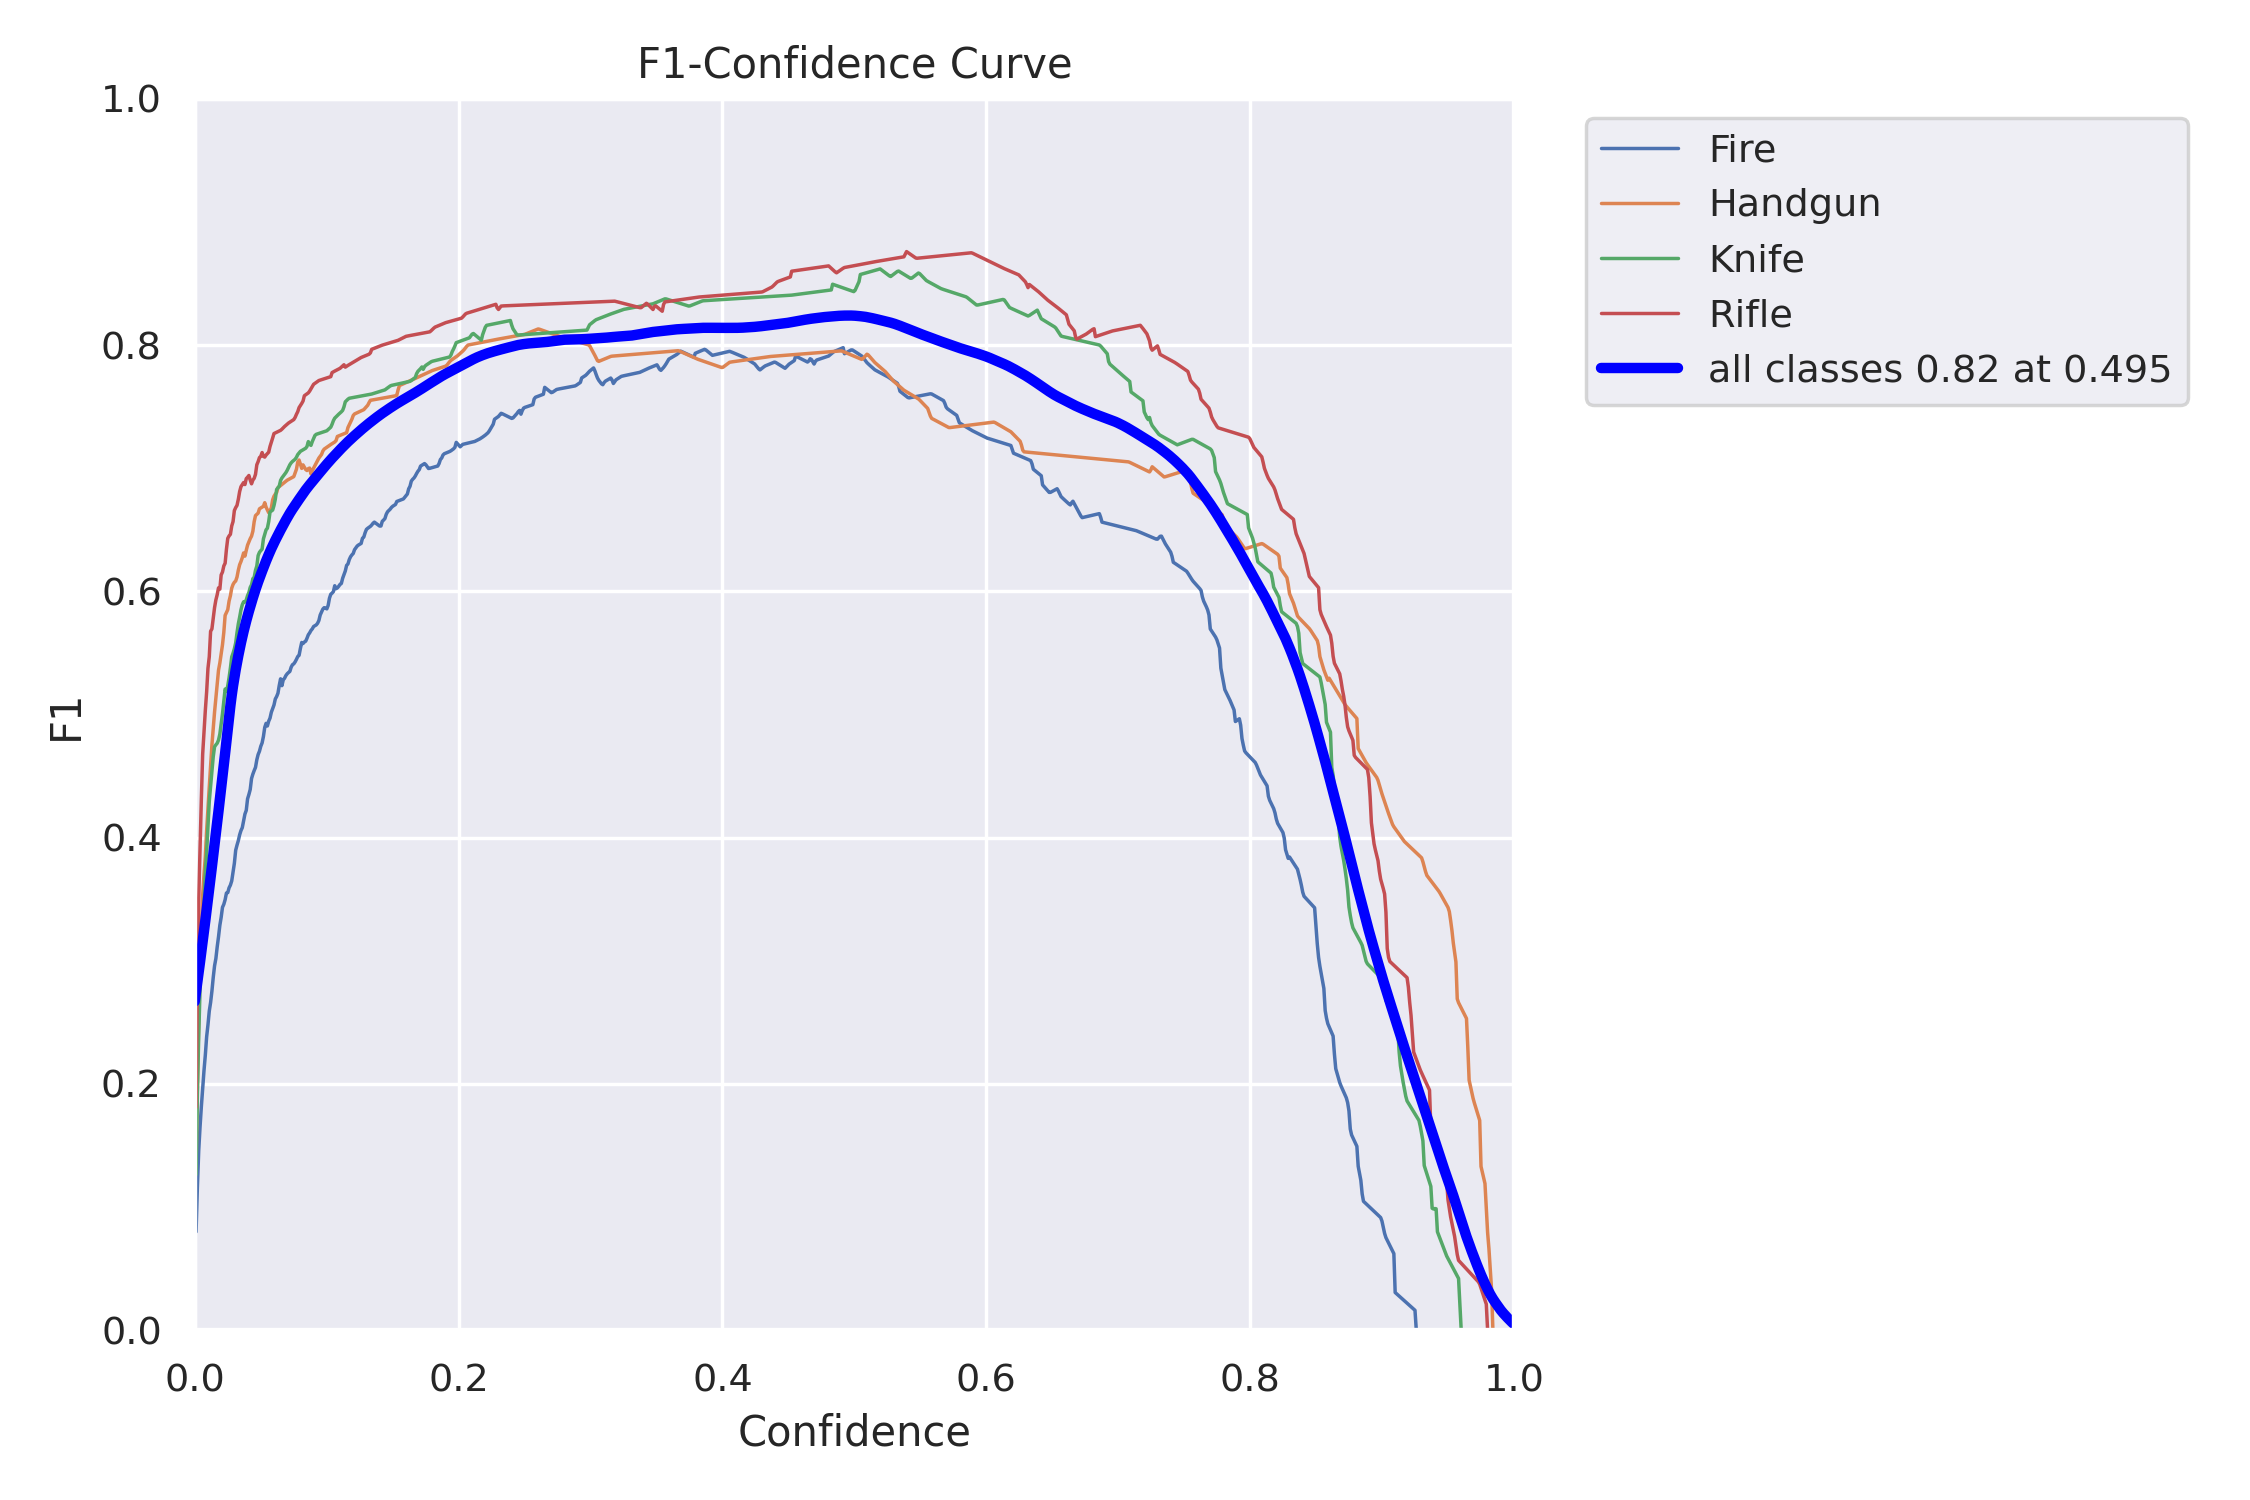 F1-Confidence Curve
1.0
0.8
0.6
0.4
0.2
0.0
F1
0.0 0.2 0.4 0.6 0.8 1.0
Confidence
Fire
Handgun
Knife
Rifle
all classes 0.82 at 0.495